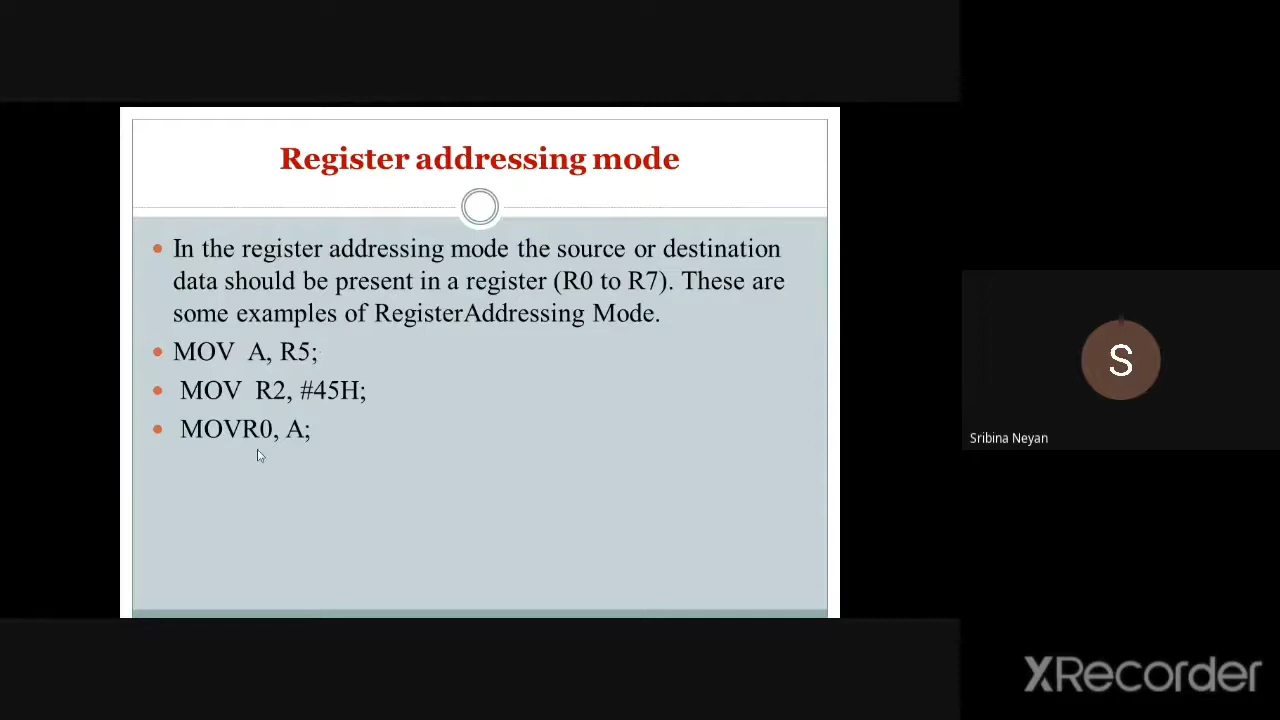 Register addressing mode
In the register addressing mode the source or destination
data should be present in a register (R0 to R7). These are
some examples of RegisterAddressing Mode.
MOV A, R5;
MOV R2, #45H;
MOVR0, A;
S
Sribina Neyan
XRecorder